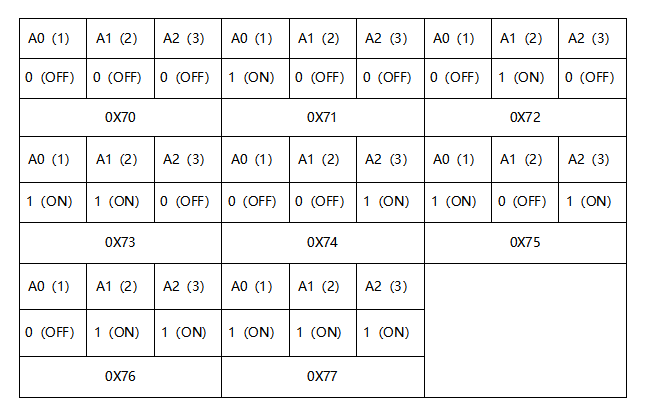 A0 (1) A1 (2) A2 (3) A0 (1) A1 (2) A2 (3) A0 (1) A1 (2) A2 (3)
0 (OFF) 0 (OFF) 0 (OFF) 1 (ON) 0 (OFF) 0 (OFF) 0 (OFF) 1 (ON) 0 (OFF)
0X70 0X71 0X72
A0 (1) A1 (2) A2 (3) A0 (1) A1 (2) A2 (3) A0 (1) A1 (2) A2 (3)
1 (ON) 1 (ON) 0 (OFF) 0 (OFF) 0 (OFF) 1 (ON) 1 (ON) 0 (OFF) 1 (ON)
0X73 0X74 0X75
A0 (1) A1 (2) A2 (3) A0 (1) A1 (2) A2 (3)
0 (OFF) 1 (ON) 1 (ON) 1 (ON) 1 (ON) 1 (ON)
0X76 0X77